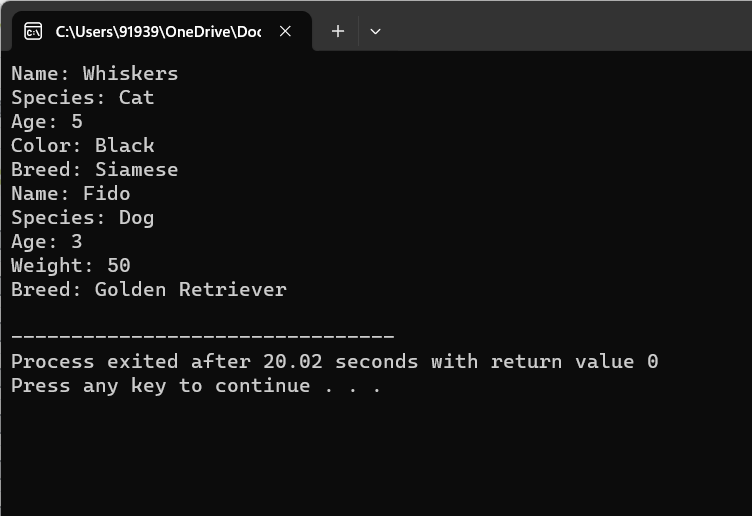 C:\Users\91939\OneDrive\Doc
Name: Whiskers
Species: Cat
Age: 5
Color: Black
Breed: Siamese
Name: Fido
Species: Dog
Age: 3
Weight: 50
Breed: Golden Retriever
--------------------------------
Process exited after 20.02 seconds with return value 0
Press any key to continue . . .